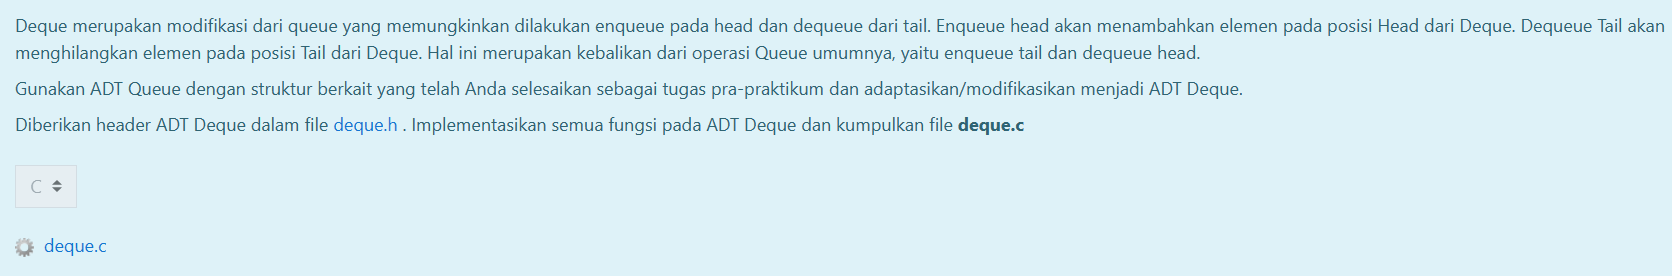 Deque merupakan modifikasi dari queue yang memungkinkan dilakukan enqueue pada head dan dequeue dari tail. Enqueue head akan menambahkan elemen pada posisi Head dari Deque. Dequeue Tail akan
menghilangkan elemen pada posisi Tail dari Deque. Hal ini merupakan kebalikan dari operasi Queue umumnya, yaitu enqueue tail dan dequeue head.
Gunakan ADT Queue dengan struktur berkait yang telah Anda selesaikan sebagai tugas pra-praktikum dan adaptasikan/modifikasikan menjadi ADT Deque.
Diberikan header ADT Deque dalam file deque.h . Implementasikan semua fungsi pada ADT Deque dan kumpulkan file deque.c
C
deque.c